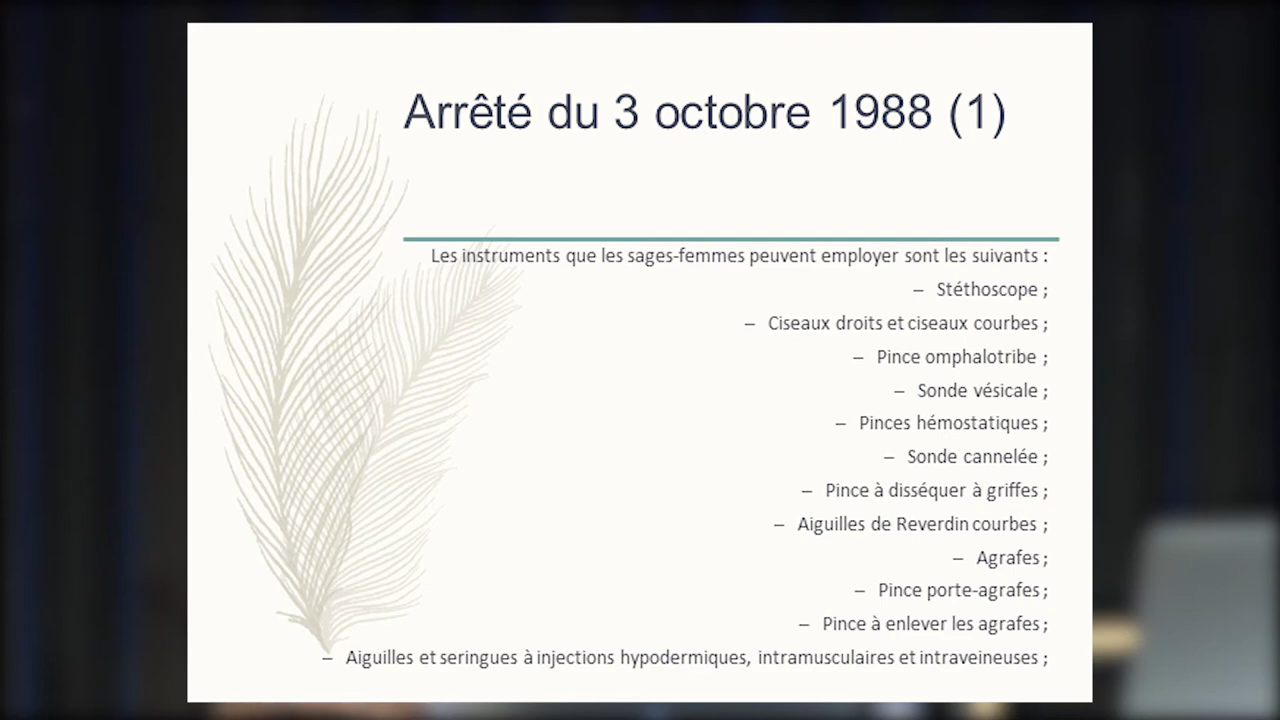 Arrêté du 3 octobre 1988 (1)
Les instruments que les sages-femmes peuvent employer sont les suivants :
– Stéthoscope ;
– Ciseaux droits et ciseaux courbes ;
– Pince omphalotribe ;
– Sonde vésicale ;
– Pinces hémostatiques ;
– Sonde cannelée ;
– Pince à disséquer à griffes ;
– Aiguilles de Reverdin courbes ;
– Agrafes ;
– Pince porte-agrafes ;
– Pince à enlever les agrafes ;
– Aiguilles et seringues à injections hypodermiques, intramusculaires et intraveineuses ;